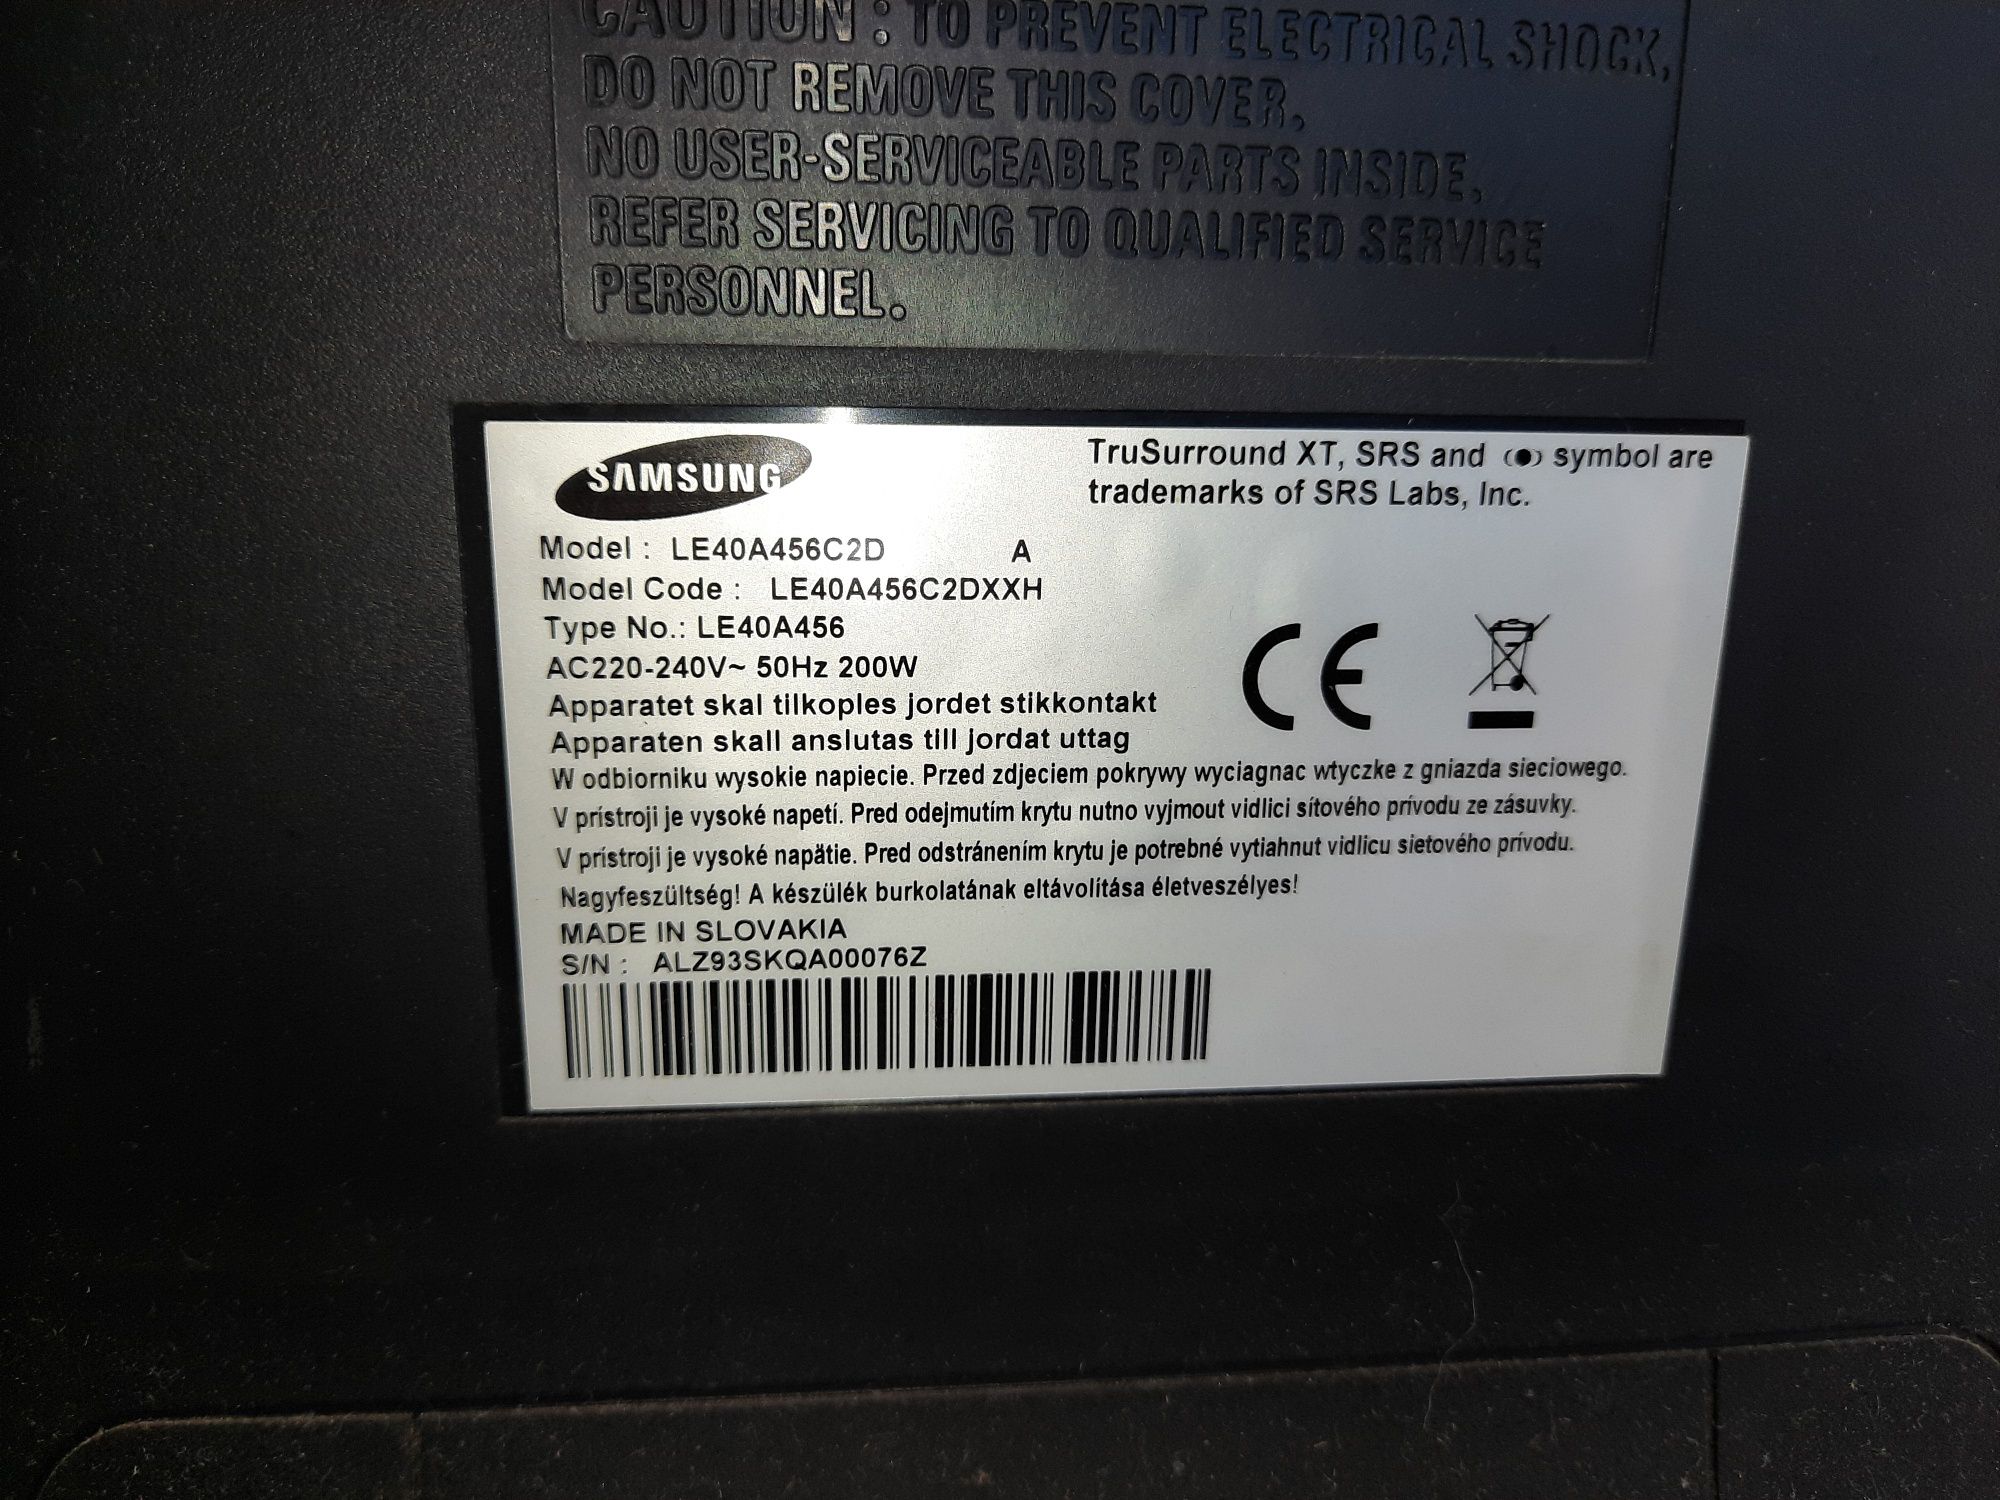 CAUTION : TO PREVENT ELECTRICAL SHOCK,
DO NOT REMOVE THIS COVER.
NO USER-SERVICEABLE PARTS INSIDE.
REFER SERVICING TO QUALIFIED SERVICE
PERSONNEL.
SAMSUNG
TruSurround XT, SRS and (●) symbol are
trademarks of SRS Labs, Inc.
Model : LE40A456C2D A
Model Code : LE40A456C2DXXH
Type No.: LE40A456
AC220-240V~ 50Hz 200W
Apparatet skal tilkoples jordet stikkontakt
Apparaten skall anslutas till jordat uttag
W odbiorniku wysokie napiecie. Przed zdjeciem pokrywy wyciagnac wtyczke z gniazda sieciowego.
V prístroji je vysoké napetí. Pred odejmutím krytu nutno vyjmout vidlici sítového prívodu ze zásuvky.
V prístroji je vysoké napätie. Pred odstránením krytu je potrebné vytiahnut vidlicu sietového prívodu.
Nagyfeszültség! A készülék burkolatának eltávolítása életveszélyes!
MADE IN SLOVAKIA
S/N : ALZ93SKQA00076Z
CE